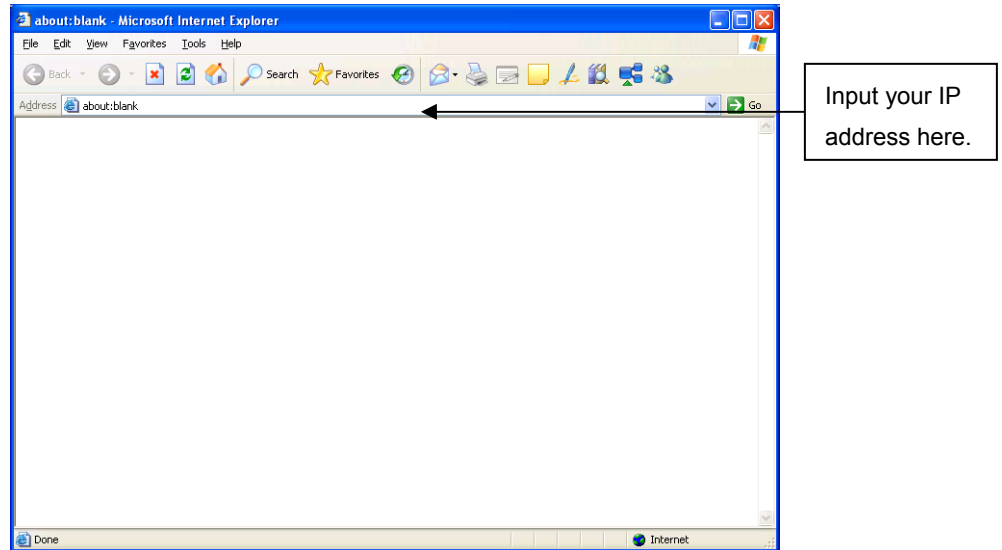 about:blank - Microsoft Internet Explorer
File Edit View Favorites Tools Help
Back Search Favorites
Address about:blank Go
Input your IP
address here.
Done Internet